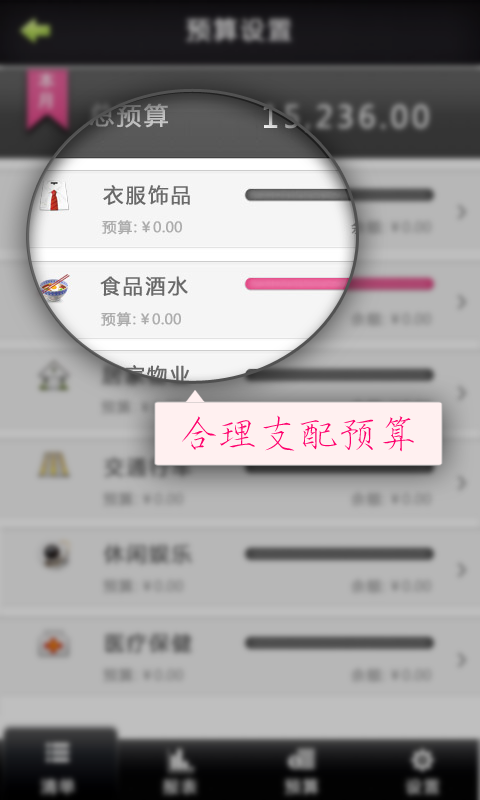 预算设置
本月
总预算 15,236.00
衣服饰品
预算:￥0.00 余额:￥0.00
食品酒水
预算:￥0.00 余额:￥0.00
居家物业
合理支配预算
交通行车
预算:￥0.00 余额:￥0.00
休闲娱乐
预算:￥0.00 余额:￥0.00
医疗保健
预算:￥0.00 余额:￥0.00
清单 报表 预算 设置